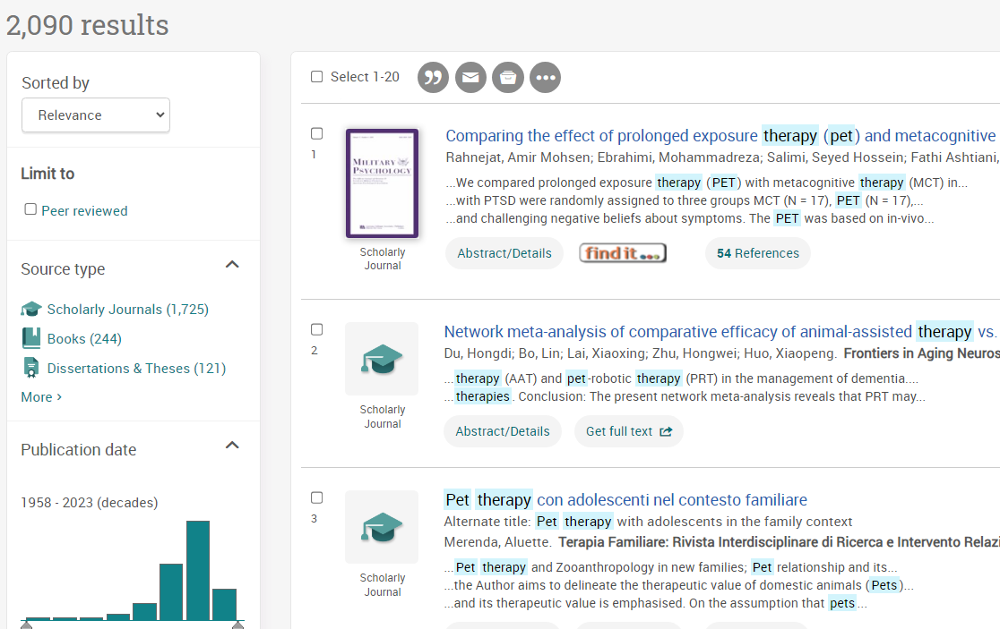 2,090 results
Sorted by
Relevance
Limit to
Peer reviewed
Source type
Scholarly Journals (1,725)
Books (244)
Dissertations & Theses (121)
More >
Publication date
1958 - 2023 (decades)
Select 1-20
1
MILITARY
PSYCHOLOGY
Scholarly
Journal
Comparing the effect of prolonged exposure therapy (pet) and metacognitive
Rahnejat, Amir Mohsen; Ebrahimi, Mohammadreza; Salimi, Seyed Hossein; Fathi Ashtiani,
...We compared prolonged exposure therapy (PET) with metacognitive therapy (MCT) in...
...with PTSD were randomly assigned to three groups MCT (N = 17), PET (N = 17),...
...and challenging negative beliefs about symptoms. The PET was based on in-vivo...
Abstract/Details
find it...
54 References
2
Scholarly
Journal
Network meta-analysis of comparative efficacy of animal-assisted therapy vs.
Du, Hongdi; Bo, Lin; Lai, Xiaoxing; Zhu, Hongwei; Huo, Xiaopeng. Frontiers in Aging Neuros
...therapy (AAT) and pet-robotic therapy (PRT) in the management of dementia....
...therapies. Conclusion: The present network meta-analysis reveals that PRT may...
Abstract/Details
Get full text
3
Scholarly
Journal
Pet therapy con adolescenti nel contesto familiare
Alternate title: Pet therapy with adolescents in the family context
Merenda, Aluette. Terapia Familiare: Rivista Interdisciplinare di Ricerca e Intervento Relazi
...Pet therapy and Zooanthropology in new families; Pet relationship and its...
...the Author aims to delineate the therapeutic value of domestic animals (Pets)...
...and its therapeutic value is emphasised. On the assumption that pets...